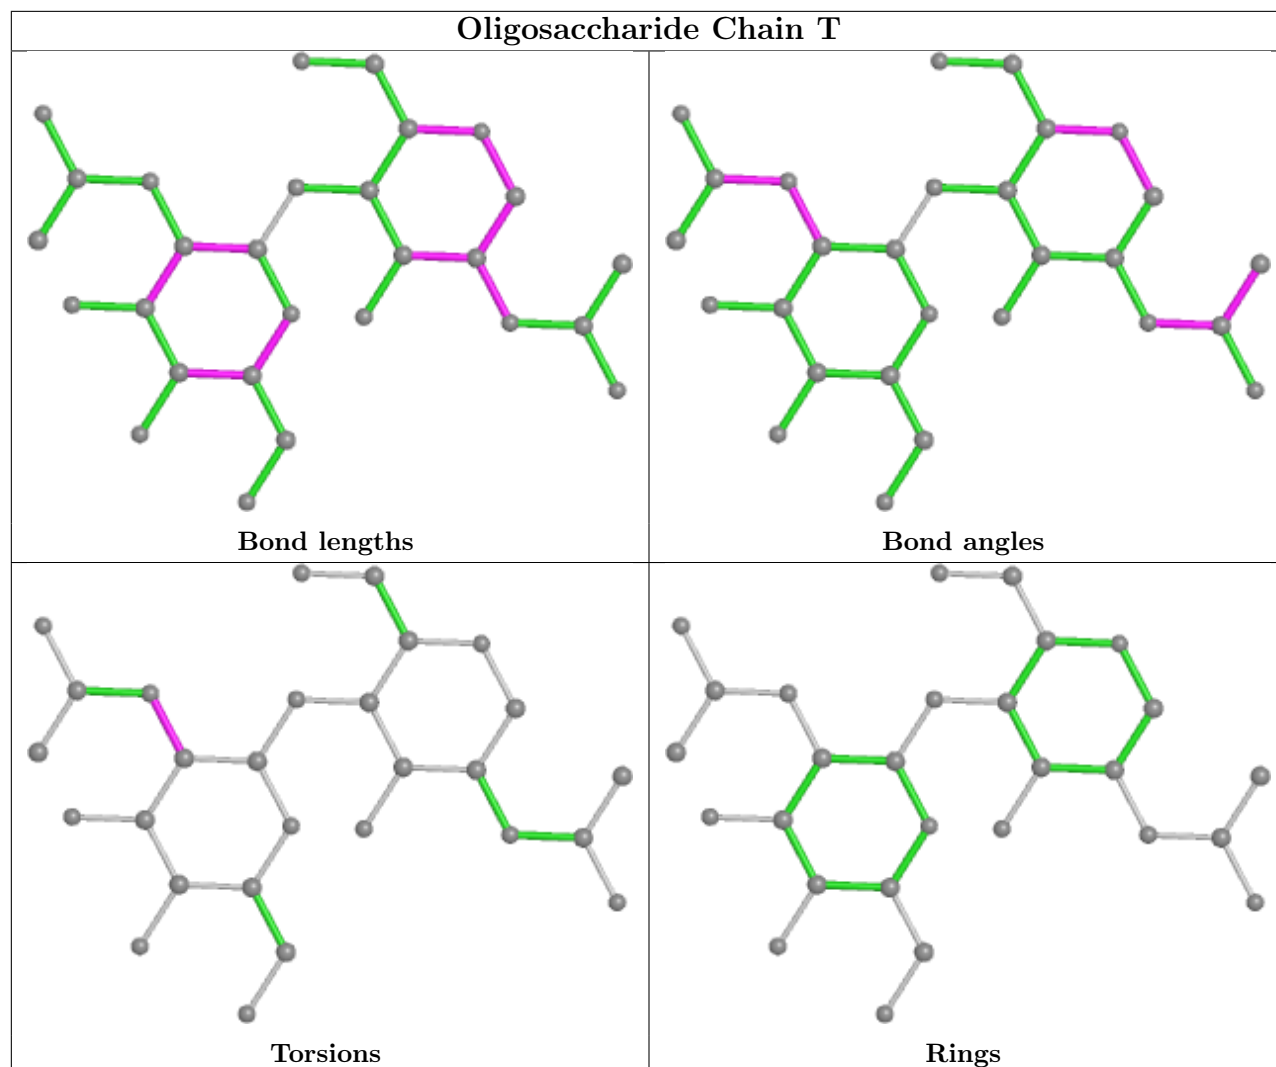 Oligosaccharide Chain T
Bond lengths
Bond angles
Torsions
Rings